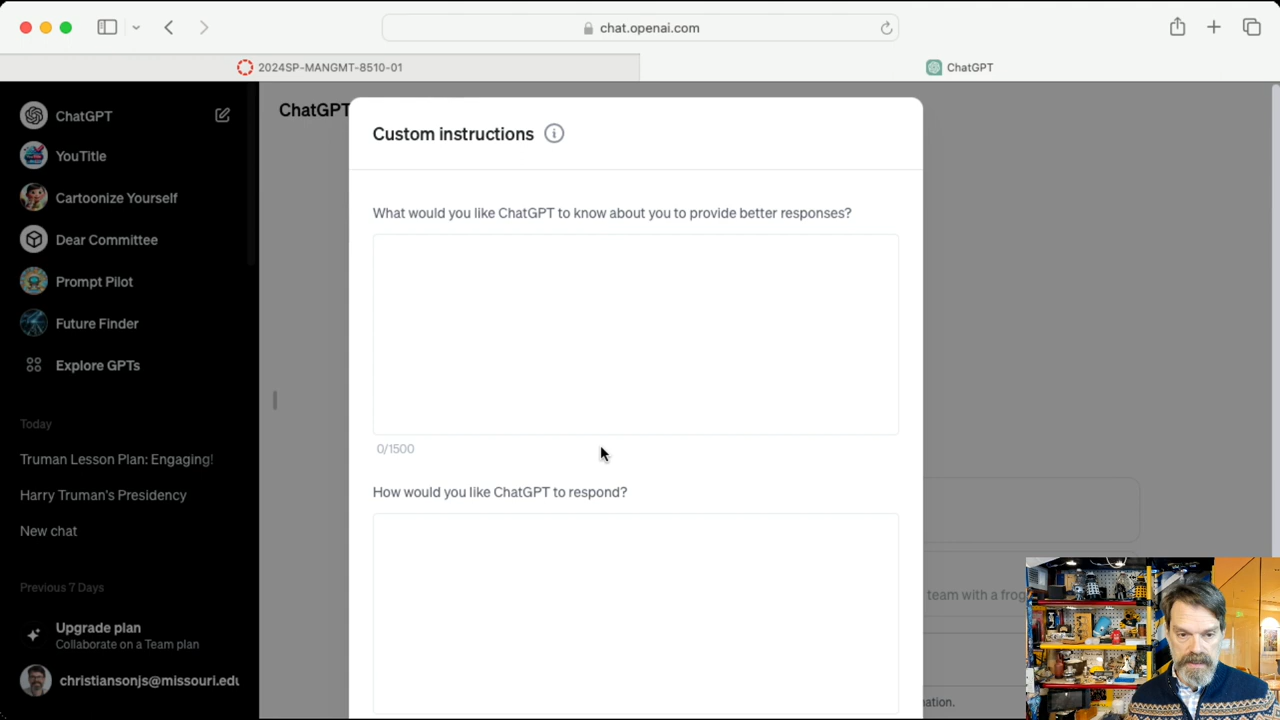 chat.openai.com
2024SP-MANGMT-8510-01
ChatGPT
ChatGPT
YouTitle
Cartoonize Yourself
Dear Committee
Prompt Pilot
Future Finder
Explore GPTs
Today
Truman Lesson Plan: Engaging!
Harry Truman's Presidency
New chat
Previous 7 Days
Upgrade plan
Collaborate on a Team plan
christiansonjs@missouri.edu
ChatGPT
Custom instructions
What would you like ChatGPT to know about you to provide better responses?
0/1500
How would you like ChatGPT to respond?
team with a frog